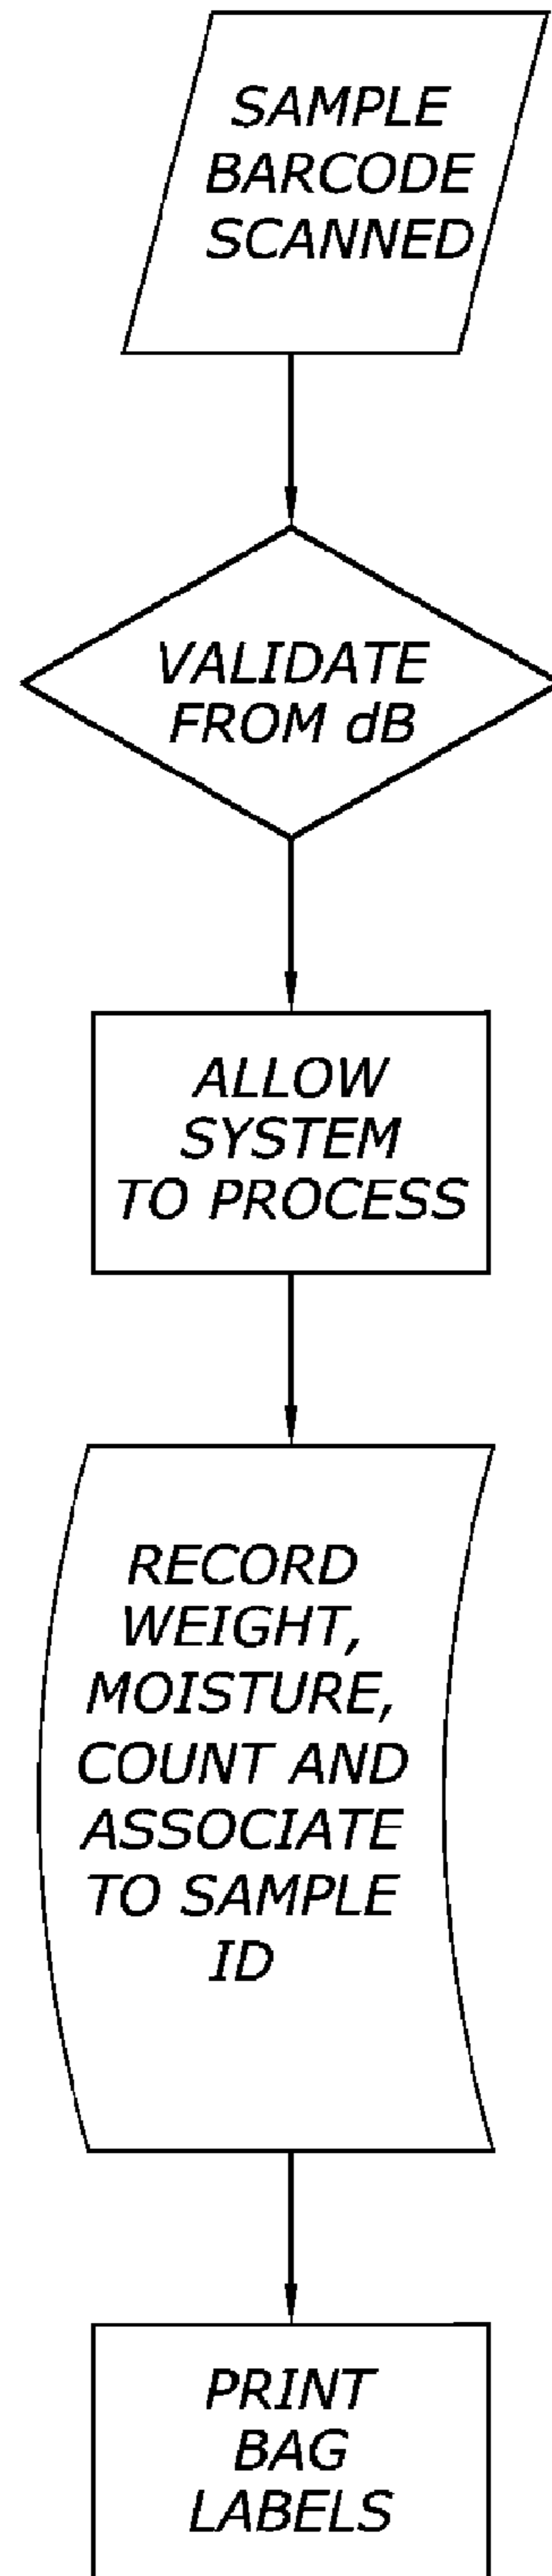 SAMPLE
BARCODE
SCANNED
VALIDATE
FROM dB
ALLOW
SYSTEM
TO PROCESS
RECORD
WEIGHT,
MOISTURE,
COUNT AND
ASSOCIATE
TO SAMPLE
ID
PRINT
BAG
LABELS